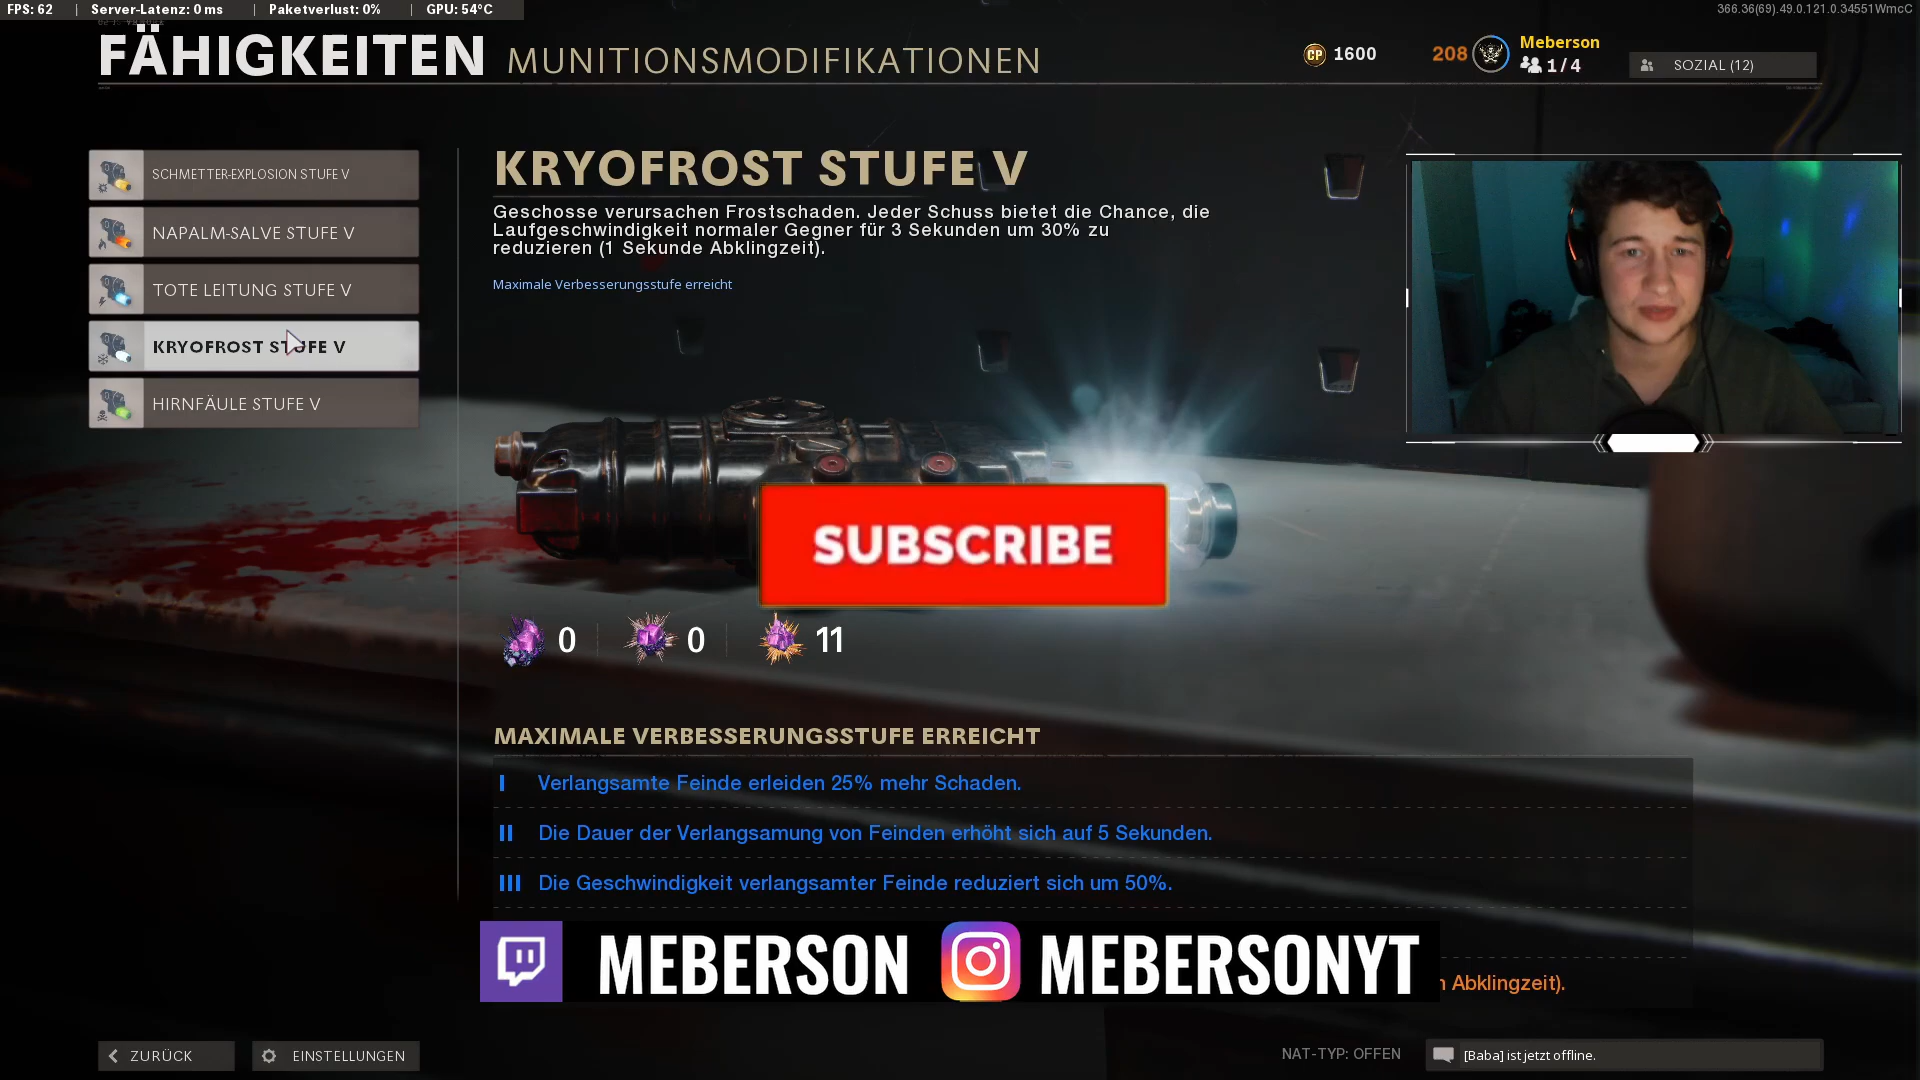 FPS: 62 | Server-Latenz: 0 ms | Paketverlust: 0% | GPU: 54°C
366.36(69).49.0.121.0.34551WmcC
FÄHIGKEITEN MUNITIONSMODIFIKATIONEN
CP 1600
208
Meberson
1/4
SOZIAL (12)
SCHMETTER-EXPLOSION STUFE V
NAPALM-SALVE STUFE V
TOTE LEITUNG STUFE V
KRYOFROST STUFE V
HIRNFÄULE STUFE V
KRYOFROST STUFE V
Geschosse verursachen Frostschaden. Jeder Schuss bietet die Chance, die
Laufgeschwindigkeit normaler Gegner für 3 Sekunden um 30% zu
reduzieren (1 Sekunde Abklingzeit).
Maximale Verbesserungsstufe erreicht
SUBSCRIBE
0 0 11
MAXIMALE VERBESSERUNGSSTUFE ERREICHT
I Verlangsamte Feinde erleiden 25% mehr Schaden.
II Die Dauer der Verlangsamung von Feinden erhöht sich auf 5 Sekunden.
III Die Geschwindigkeit verlangsamter Feinde reduziert sich um 50%.
MEBERSON MEBERSONYT
Abklingzeit).
ZURÜCK
EINSTELLUNGEN
NAT-TYP: OFFEN
[Baba] ist jetzt offline.